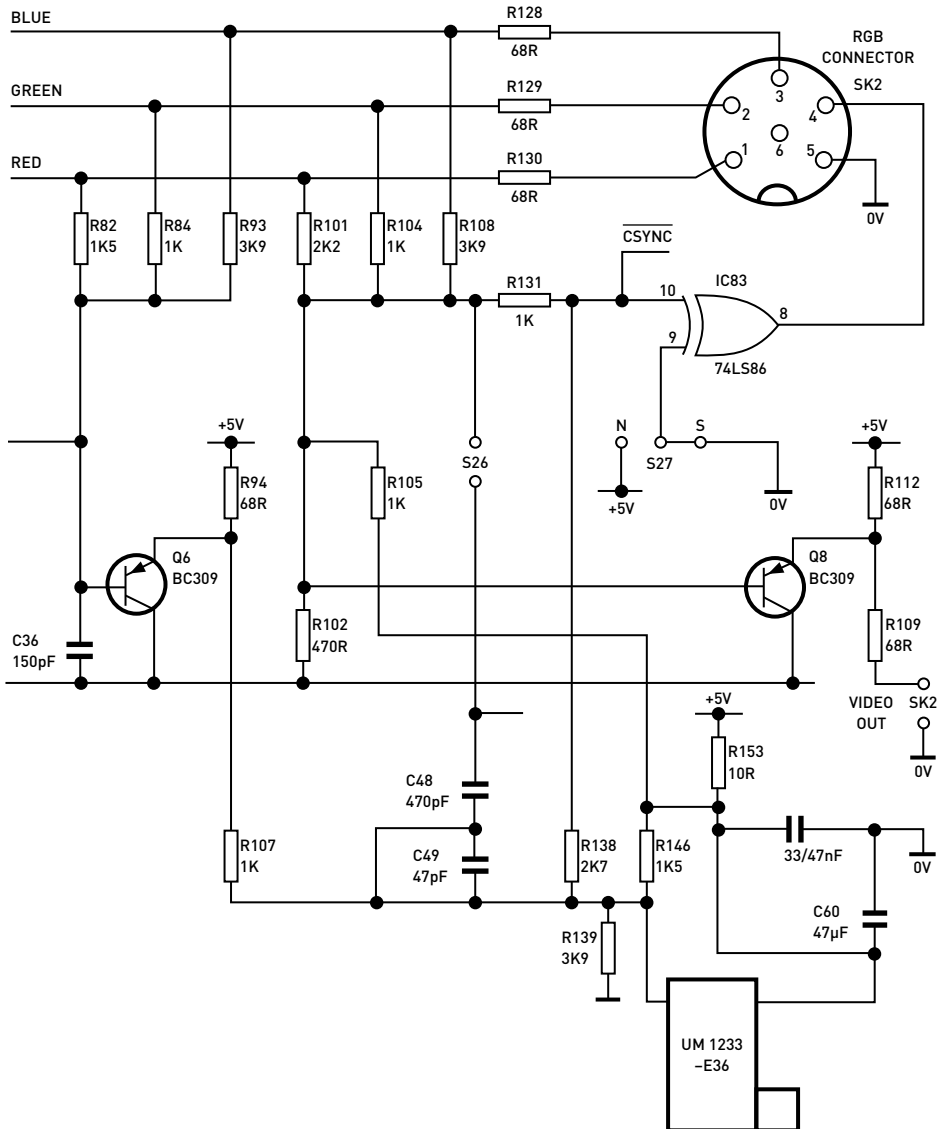 BLUE
R128
68R
RGB
CONNECTOR
SK2
GREEN
R129
68R
3
2
4
6
1
5
RED
R130
68R
0V
R82
1K5
R84
1K
R93
3K9
R101
2K2
R104
1K
R108
3K9
CSYNC
R131
1K
10
IC83
8
9
74LS86
+5V
N
S
+5V
S26
S27
R94
68R
R105
1K
+5V
0V
R112
68R
Q6
BC309
Q8
BC309
C36
150pF
R102
470R
R109
68R
+5V
VIDEO
OUT
SK2
R153
10R
0V
C48
470pF
R107
1K
C49
47pF
R138
2K7
R146
1K5
33/47nF
0V
C60
47μF
R139
3K9
UM 1233
–E36